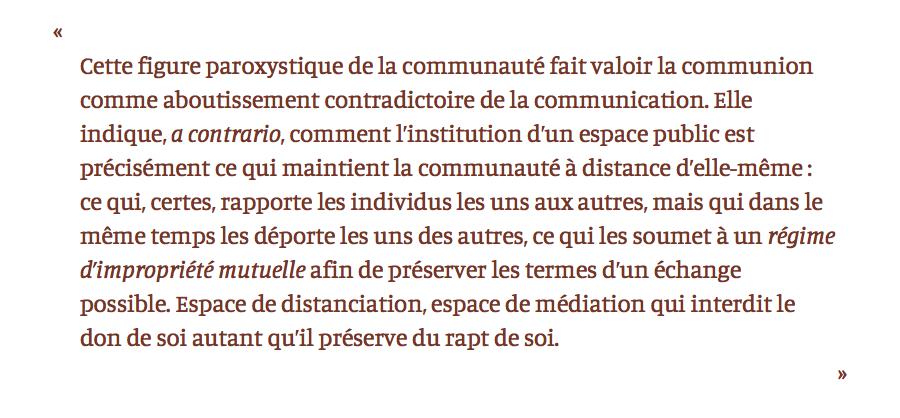 «
Cette figure paroxystique de la communauté fait valoir la communion
comme aboutissement contradictoire de la communication. Elle
indique, a contrario, comment l’institution d’un espace public est
précisément ce qui maintient la communauté à distance d’elle-même :
ce qui, certes, rapporte les individus les uns aux autres, mais qui dans le
même temps les déporte les uns des autres, ce qui les soumet à un régime
d’impropriété mutuelle afin de préserver les termes d’un échange
possible. Espace de distanciation, espace de médiation qui interdit le
don de soi autant qu’il préserve du rapt de soi.
»